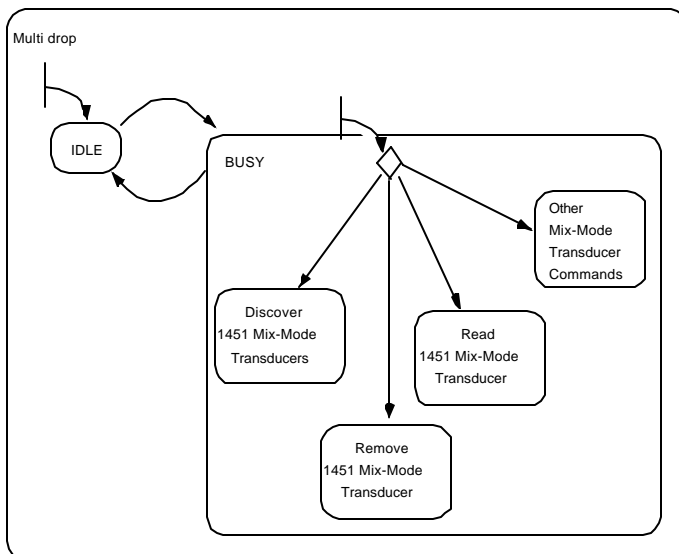 Multi drop
IDLE
BUSY
Other
Mix-Mode
Transducer
Commands
Discover
1451 Mix-Mode
Transducers
Read
1451 Mix-Mode
Transducer
Remove
1451 Mix-Mode
Transducer